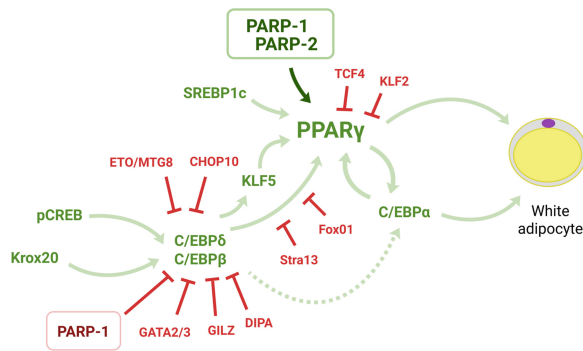 PARP-1
PARP-2
TCF4
KLF2
SREBP1c
PPARγ
ETO/MTG8
CHOP10
KLF5
pCREB
C/EBPα
White
adipocyte
Fox01
C/EBPδ
C/EBPβ
Krox20
Stra13
PARP-1
GATA2/3
GILZ
DIPA